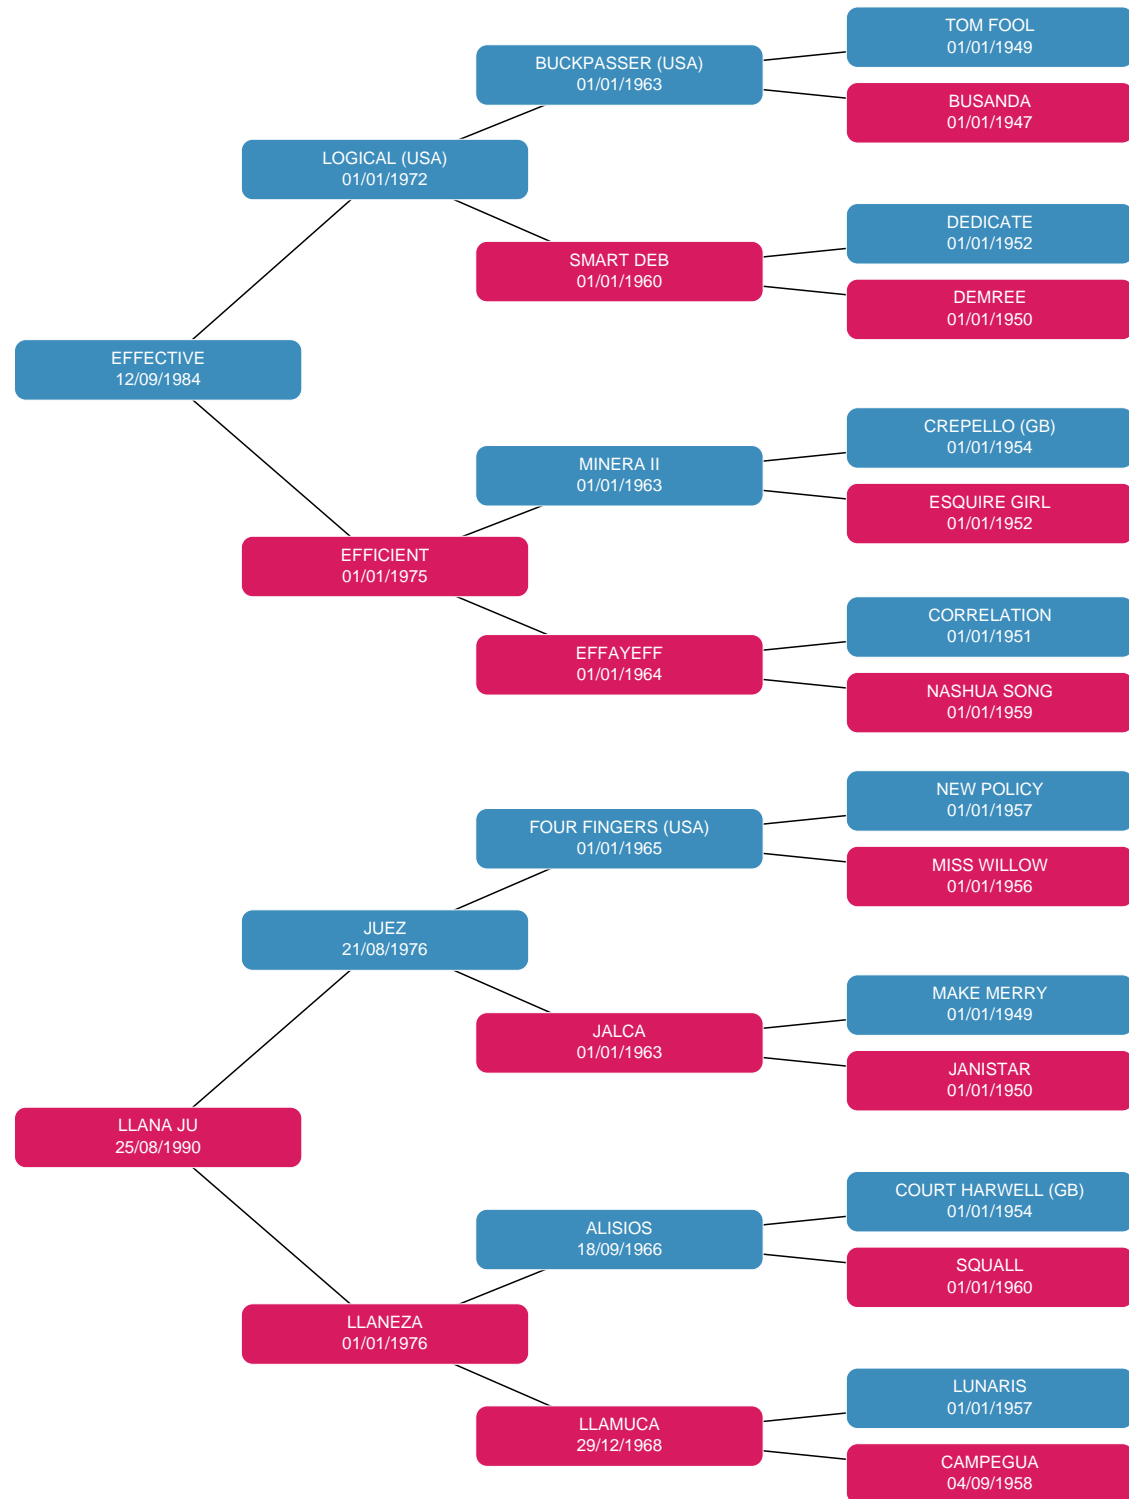 TOM FOOL
01/01/1949
BUCKPASSER (USA)
01/01/1963
BUSANDA
01/01/1947
LOGICAL (USA)
01/01/1972
DEDICATE
01/01/1952
SMART DEB
01/01/1960
DEMREE
01/01/1950
EFFECTIVE
12/09/1984
CREPELLO (GB)
01/01/1954
MINERA II
01/01/1963
ESQUIRE GIRL
01/01/1952
EFFICIENT
01/01/1975
CORRELATION
01/01/1951
EFFAYEFF
01/01/1964
NASHUA SONG
01/01/1959
NEW POLICY
01/01/1957
FOUR FINGERS (USA)
01/01/1965
MISS WILLOW
01/01/1956
JUEZ
21/08/1976
MAKE MERRY
01/01/1949
JALCA
01/01/1963
JANISTAR
01/01/1950
LLANA JU
25/08/1990
COURT HARWELL (GB)
01/01/1954
ALISIOS
18/09/1966
SQUALL
01/01/1960
LLANEZA
01/01/1976
LUNARIS
01/01/1957
LLAMUCA
29/12/1968
CAMPEGUA
04/09/1958